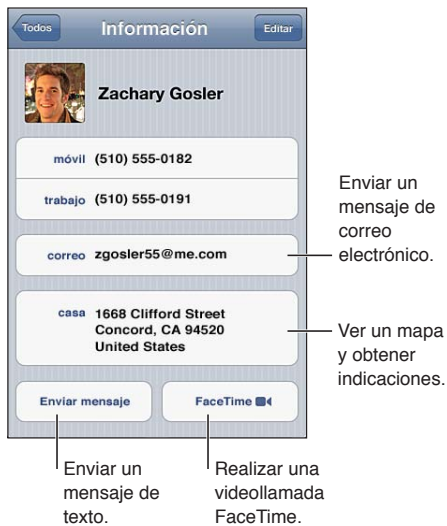 Todos Información Editar
Zachary Gosler
móvil (510) 555-0182
trabajo (510) 555-0191
correo zgosler55@me.com
casa 1668 Clifford Street
Concord, CA 94520
United States
Enviar mensaje FaceTime
Enviar un
mensaje de
correo
electrónico.
Ver un mapa
y obtener
indicaciones.
Enviar un
mensaje de
texto.
Realizar una
videollamada
FaceTime.